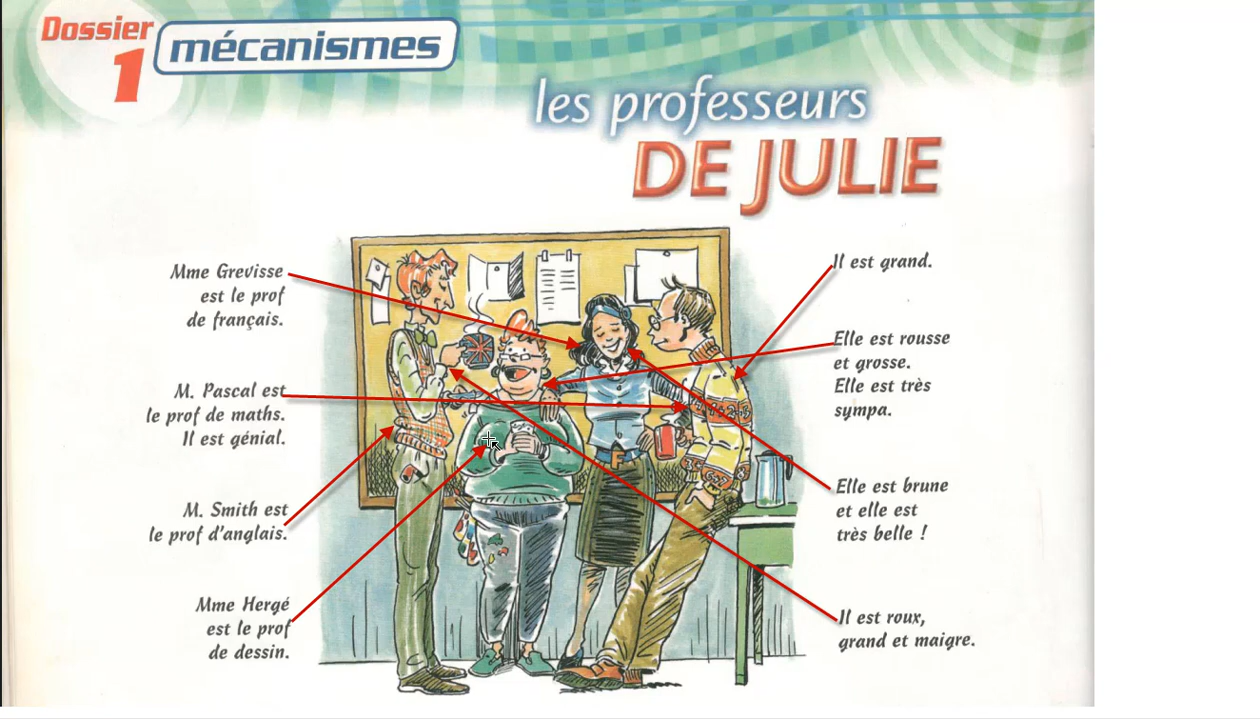 Dossier
1
mécanismes
les professeurs
DE JULIE
Mme Grevisse
est le prof
de français.
M. Pascal est
le prof de maths.
Il est génial.
M. Smith est
le prof d'anglais.
Mme Hergé
est le prof
de dessin.
Il est grand.
Elle est rousse
et grosse.
Elle est très
sympa.
Elle est brune
et elle est
très belle !
Il est roux,
grand et maigre.